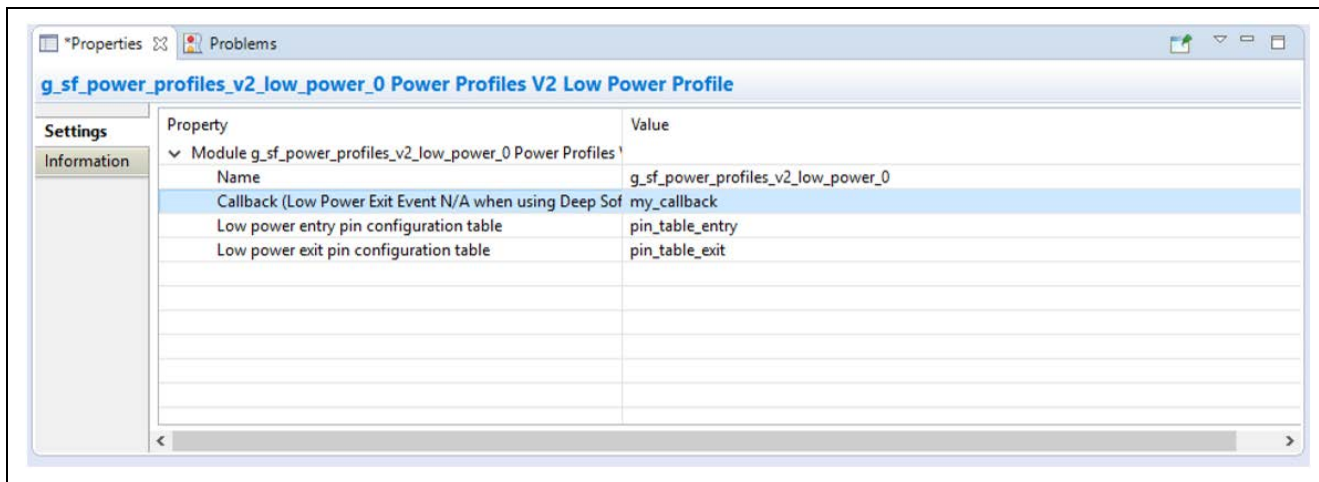 *Properties Problems
g_sf_power_profiles_v2_low_power_0 Power Profiles V2 Low Power Profile
Settings Property Value
Information Module g_sf_power_profiles_v2_low_power_0 Power Profiles
Name g_sf_power_profiles_v2_low_power_0
Callback (Low Power Exit Event N/A when using Deep Sof my_callback
Low power entry pin configuration table pin_table_entry
Low power exit pin configuration table pin_table_exit